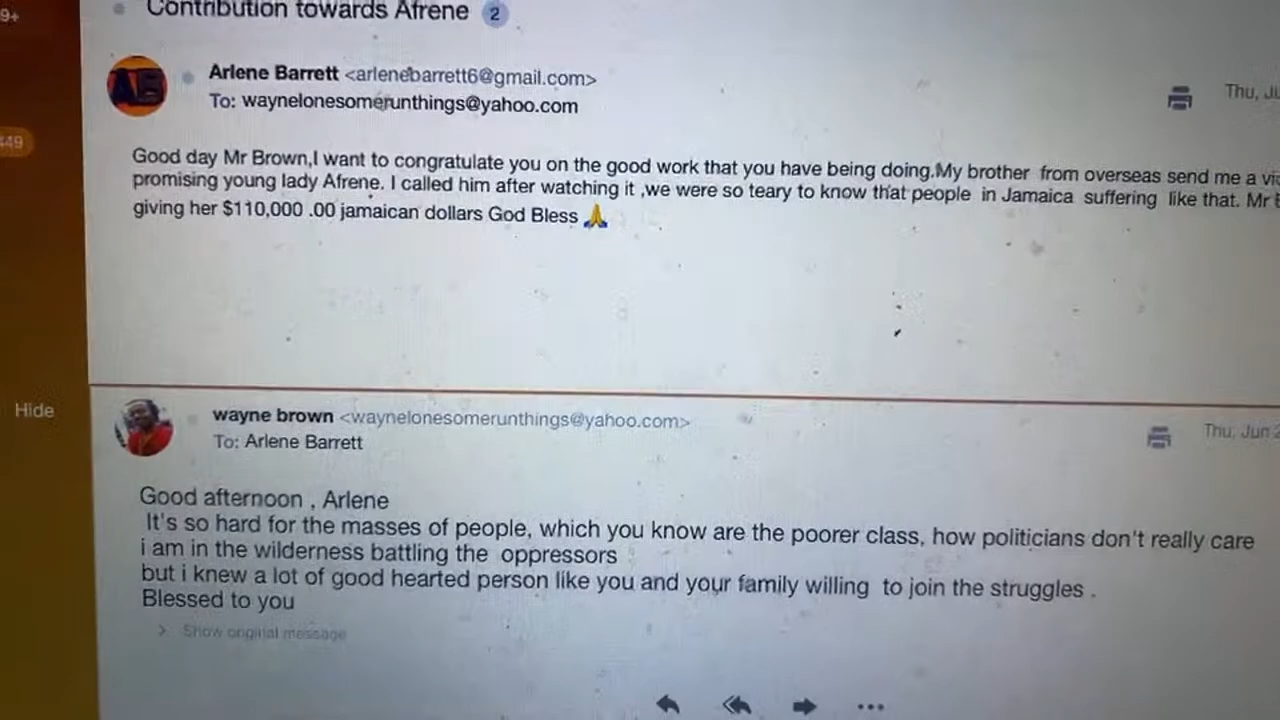 9+
Contribution towards Afrene 2
Arlene Barrett <arlenebarrett6@gmail.com>
To: waynelonesomerunthings@yahoo.com
Thu,
449
Good day Mr Brown,I want to congratulate you on the good work that you have being doing.My brother from overseas send me a
promising young lady Afrene. I called him after watching it ,we were so teary to know that people in Jamaica suffering like that. Mr
giving her $110,000 .00 jamaican dollars God Bless 🙏
Hide
wayne brown <waynelonesomerunthings@yahoo.com>
To: Arlene Barrett
Thu, Jun
Good afternoon , Arlene
It's so hard for the masses of people, which you know are the poorer class, how politicians don't really care
i am in the wilderness battling the oppressors
but i knew a lot of good hearted person like you and your family willing to join the struggles .
Blessed to you
> Show original message